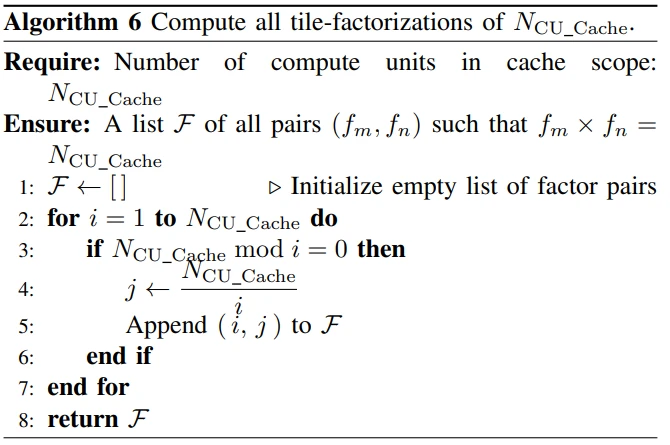 Algorithm 6 Compute all tile-factorizations of N_CU_Cache.
Require: Number of compute units in cache scope:
N_CU_Cache
Ensure: A list ℱ of all pairs (f_m, f_n) such that f_m × f_n =
N_CU_Cache
1: ℱ ← [ ] ▷ Initialize empty list of factor pairs
2: for i = 1 to N_CU_Cache do
3: if N_CU_Cache mod i = 0 then
4: j ← N_CU_Cache / i
5: Append (i, j) to ℱ
6: end if
7: end for
8: return ℱ